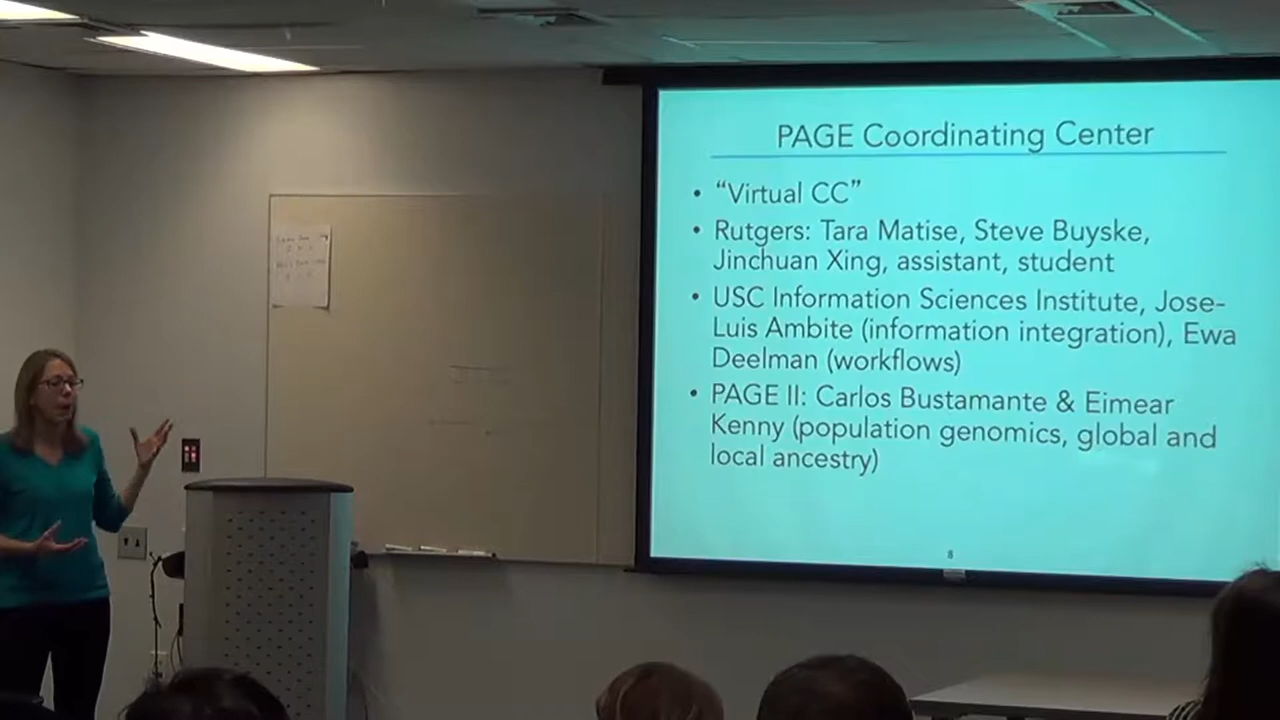 PAGE Coordinating Center
• “Virtual CC”
• Rutgers: Tara Matise, Steve Buyske,
Jinchuan Xing, assistant, student
• USC Information Sciences Institute, Jose-
Luis Ambite (information integration), Ewa
Deelman (workflows)
• PAGE II: Carlos Bustamante & Eimear
Kenny (population genomics, global and
local ancestry)
8